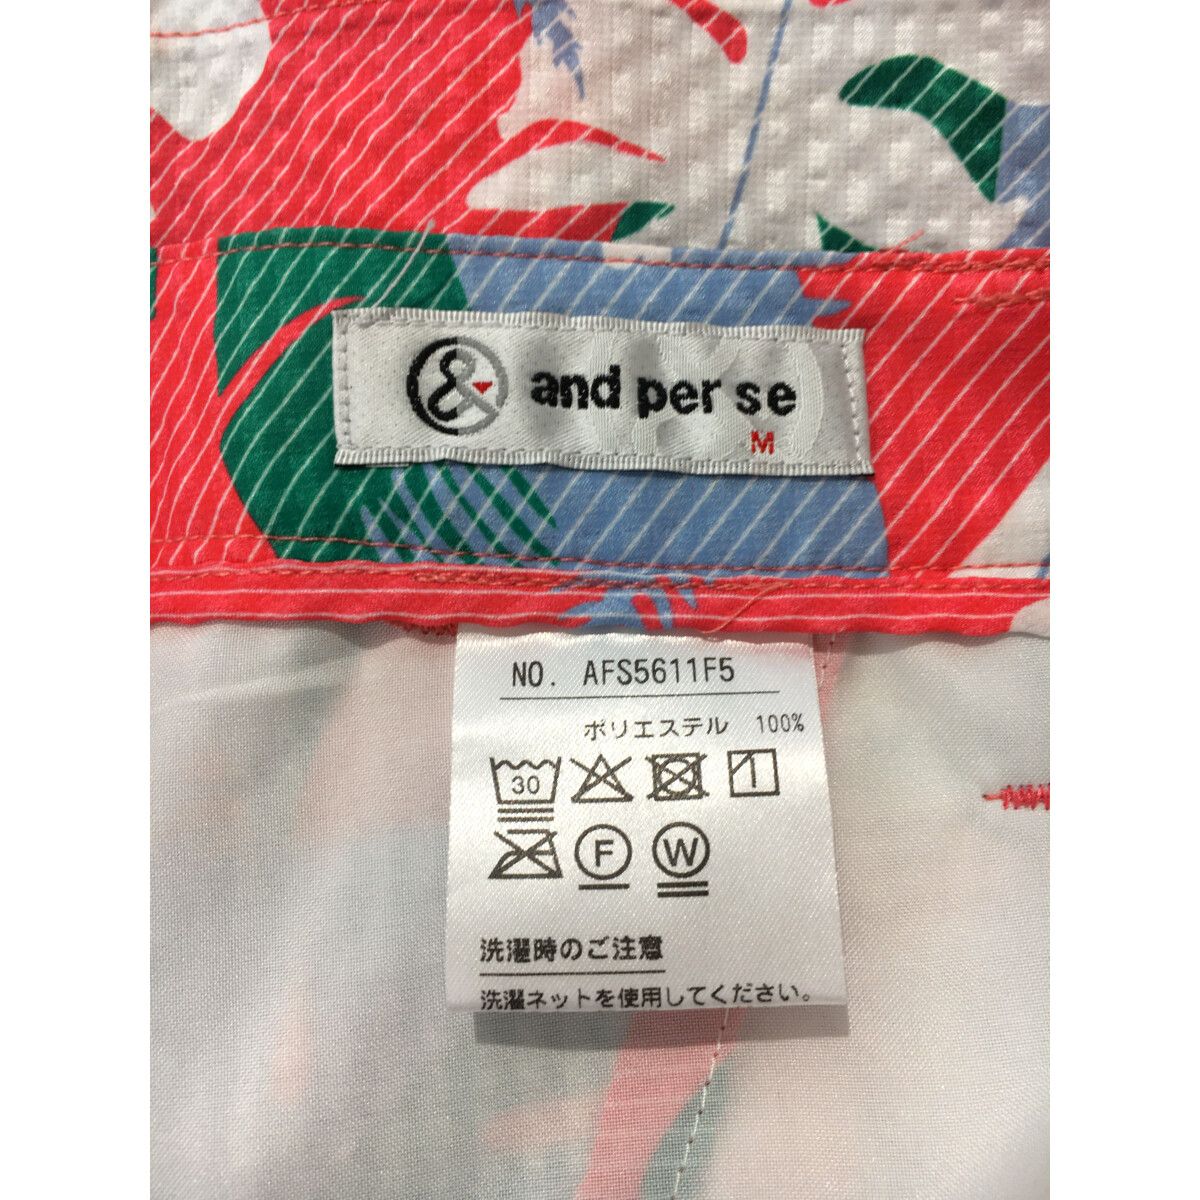 & and per se
M
NO. AFS5611F5
ポリエステル 100%
30
F W
洗濯時のご注意
洗濯ネットを使用してください。